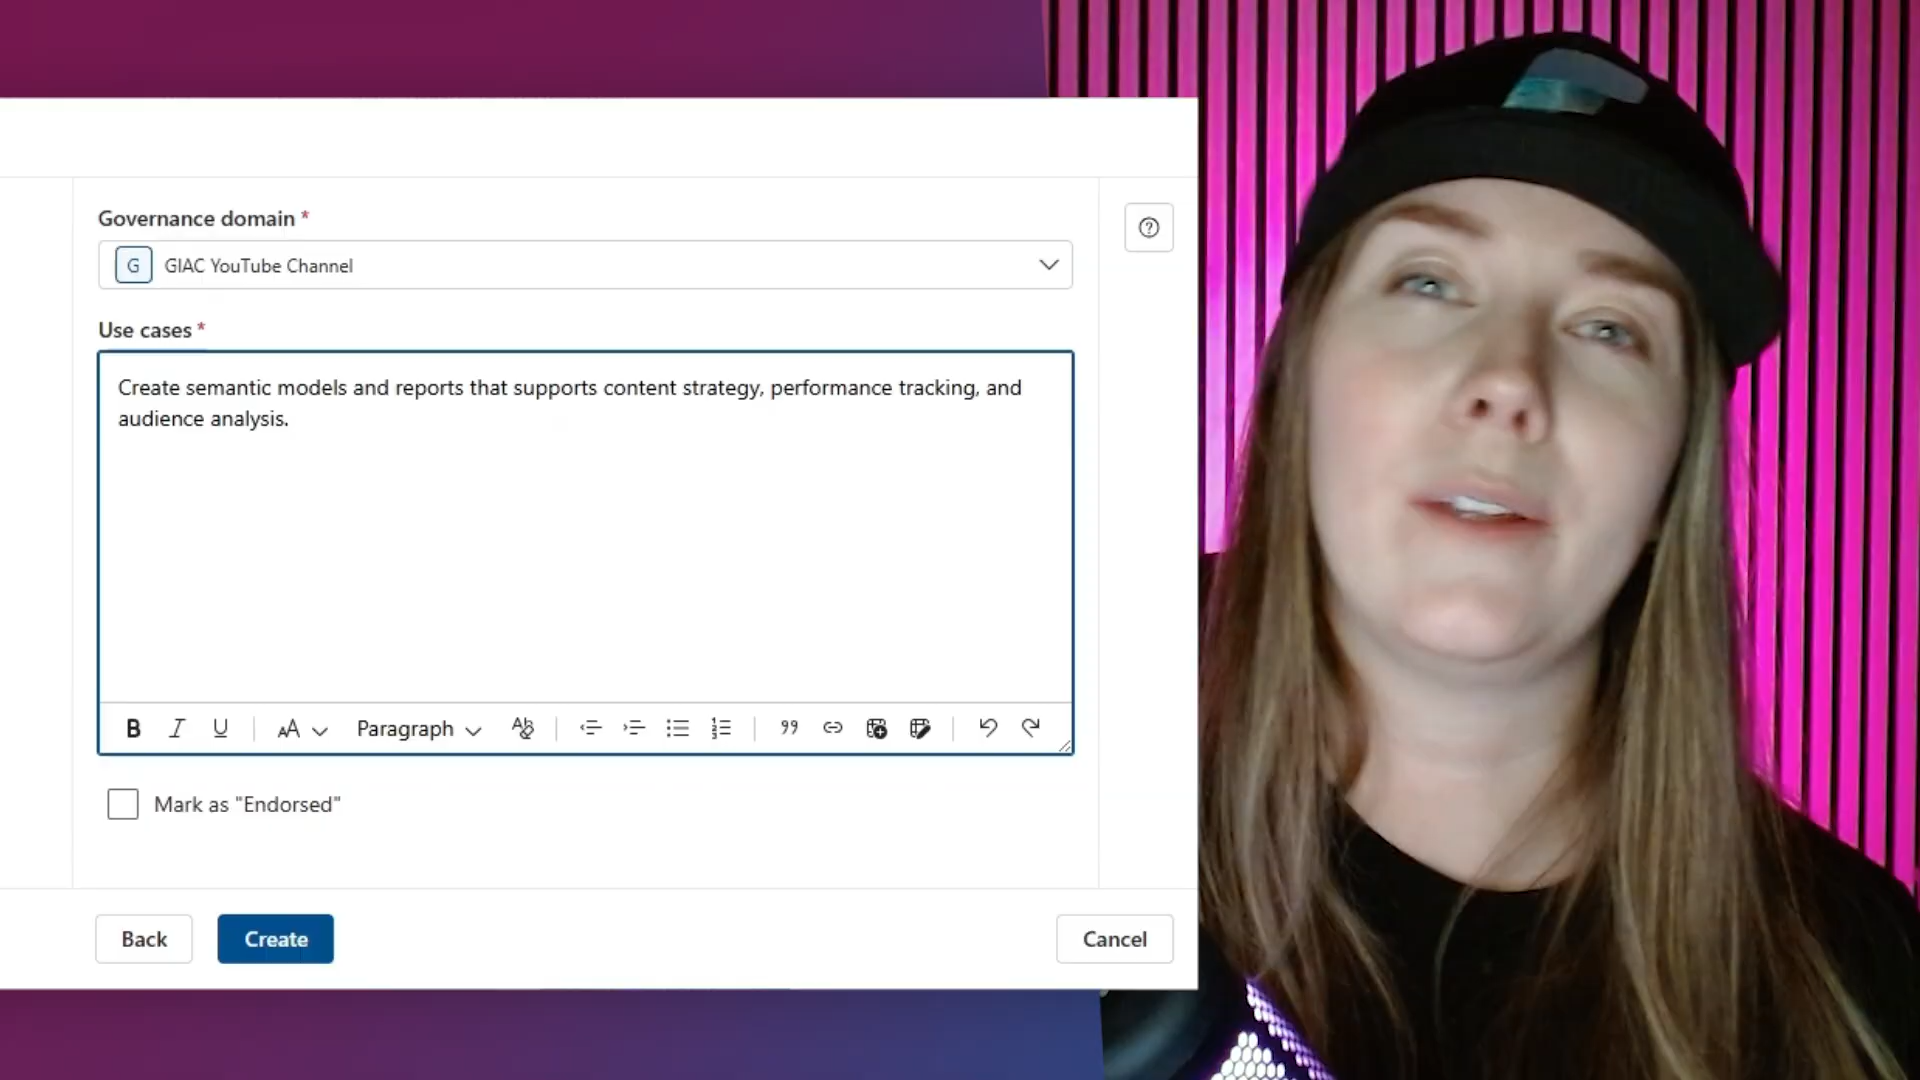 Governance domain *
G GIAC YouTube Channel
Use cases *
Create semantic models and reports that supports content strategy, performance tracking, and
audience analysis.
B I U AA Paragraph
Mark as "Endorsed"
Back Create Cancel